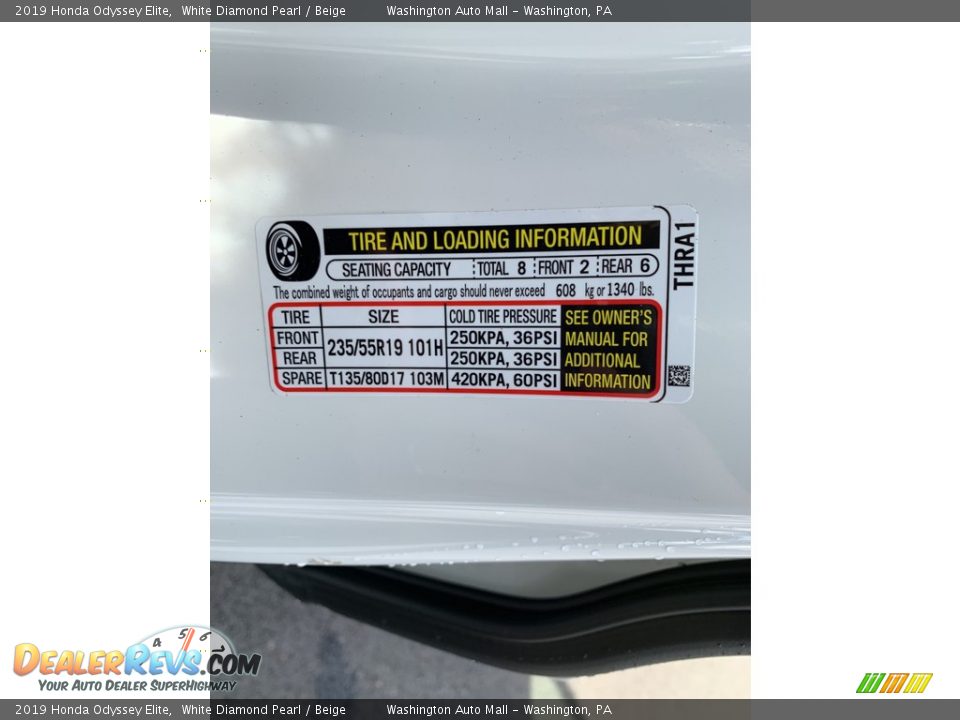 2019 Honda Odyssey Elite, White Diamond Pearl / Beige Washington Auto Mall - Washington, PA
TIRE AND LOADING INFORMATION
SEATING CAPACITY TOTAL 8 FRONT 2 REAR 6
The combined weight of occupants and cargo should never exceed 608 kg or 1340 lbs.
TIRE SIZE COLD TIRE PRESSURE
FRONT 235/55R19 101H 250KPA, 36PSI
REAR 250KPA, 36PSI
SPARE T135/80D17 103M 420KPA, 60PSI
SEE OWNER'S
MANUAL FOR
ADDITIONAL
INFORMATION
THRA1
4 5 6
DEALERREVS.COM
YOUR AUTO DEALER SUPERHIGHWAY
2019 Honda Odyssey Elite, White Diamond Pearl / Beige Washington Auto Mall - Washington, PA